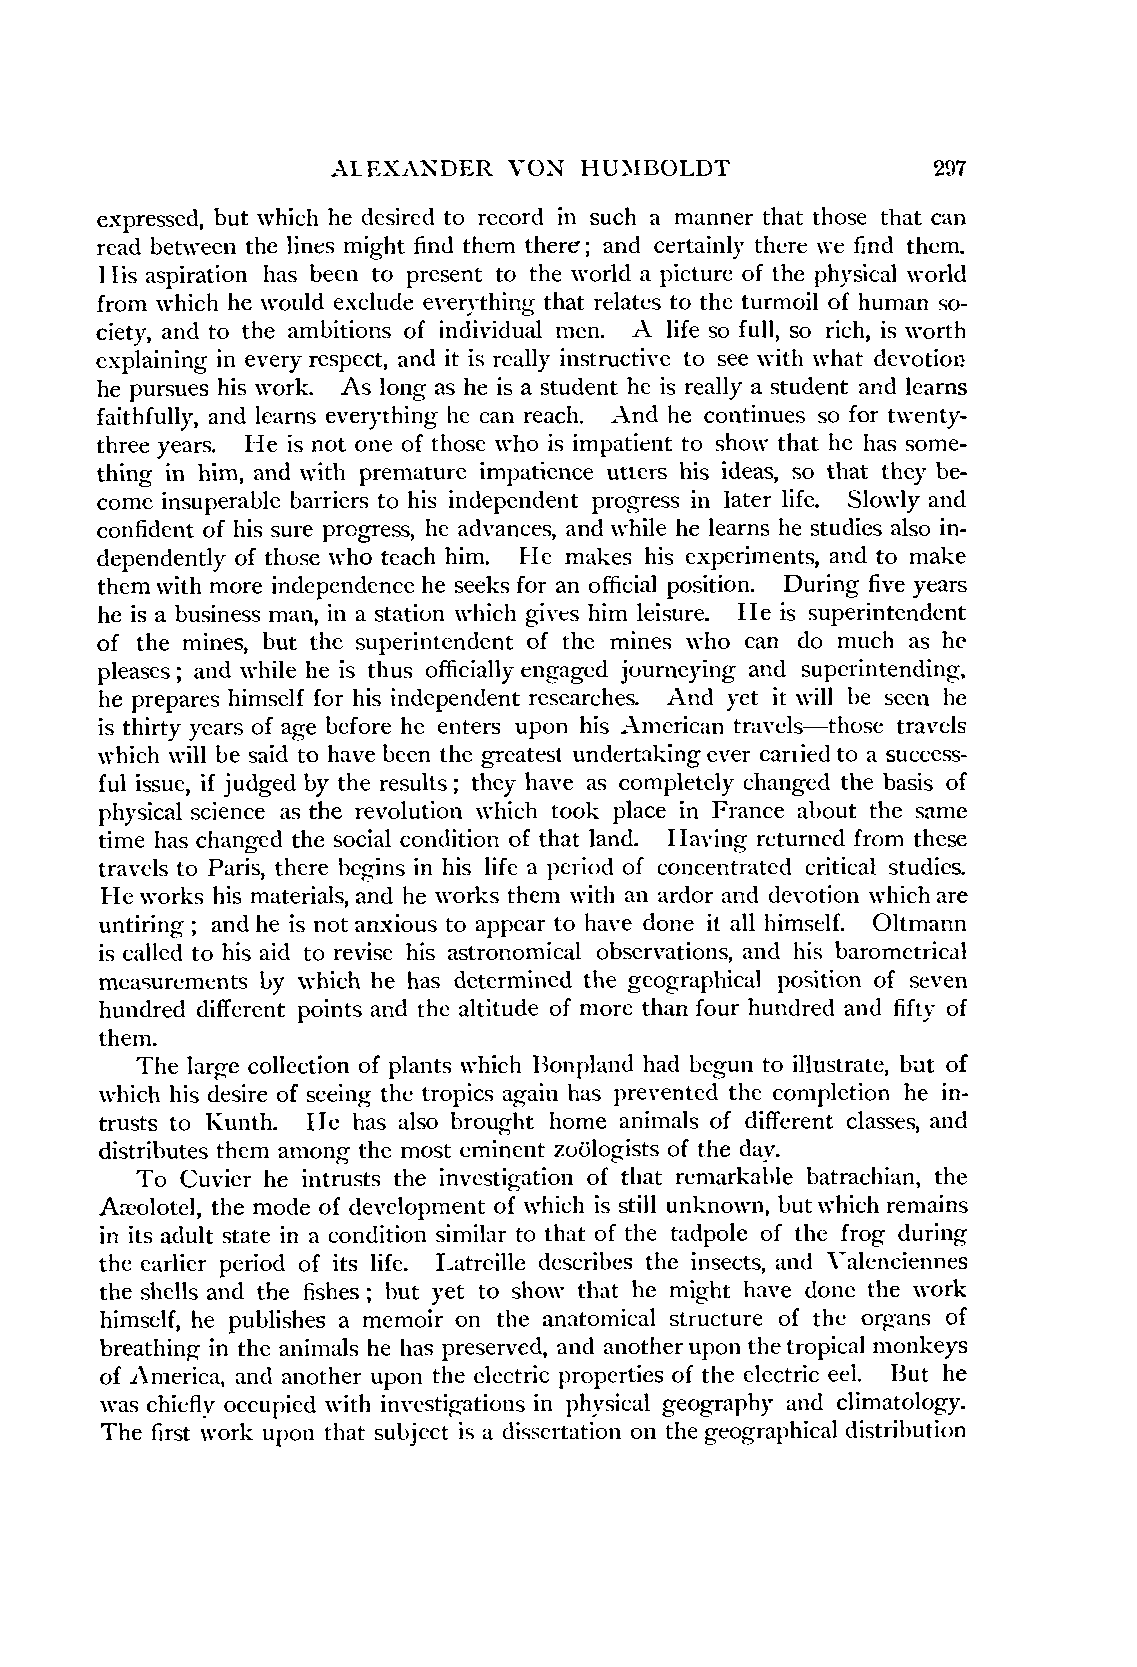 ALEXANDER VON HUMBOLDT 297
expressed, but which he desired to record in such a manner that those that can
read between the lines might find them there; and certainly there we find them.
His aspiration has been to present to the world a picture of the physical world
from which he would exclude everything that relates to the turmoil of human so-
ciety, and to the ambitions of individual men. A life so full, so rich, is worth
explaining in every respect, and it is really instructive to see with what devotion
he pursues his work. As long as he is a student he is really a student and learns
faithfully, and learns everything he can reach. And he continues so for twenty-
three years. He is not one of those who is impatient to show that he has some-
thing in him, and with premature impatience utters his ideas, so that they be-
come insuperable barriers to his independent progress in later life. Slowly and
confident of his sure progress, he advances, and while he learns he studies also in-
dependently of those who teach him. He makes his experiments, and to make
them with more independence he seeks for an official position. During five years
he is a business man, in a station which gives him leisure. He is superintendent
of the mines, but the superintendent of the mines who can do much as he
pleases; and while he is thus officially engaged journeying and superintending,
he prepares himself for his independent researches. And yet it will be seen he
is thirty years of age before he enters upon his American travels—those travels
which will be said to have been the greatest undertaking ever carried to a success-
ful issue, if judged by the results; they have as completely changed the basis of
physical science as the revolution which took place in France about the same
time has changed the social condition of that land. Having returned from these
travels to Paris, there begins in his life a period of concentrated critical studies.
He works his materials, and he works them with an ardor and devotion which are
untiring; and he is not anxious to appear to have done it all himself. Oltmann
is called to his aid to revise his astronomical observations, and his barometrical
measurements by which he has determined the geographical position of seven
hundred different points and the altitude of more than four hundred and fifty of
them.
The large collection of plants which Bonpland had begun to illustrate, but of
which his desire of seeing the tropics again has prevented the completion he in-
trusts to Kunth. He has also brought home animals of different classes, and
distributes them among the most eminent zoölogists of the day.
To Cuvier he intrusts the investigation of that remarkable batrachian, the
Axolotel, the mode of development of which is still unknown, but which remains
in its adult state in a condition similar to that of the tadpole of the frog during
the earlier period of its life. Latreille describes the insects, and Valenciennes
the shells and the fishes; but yet to show that he might have done the work
himself, he publishes a memoir on the anatomical structure of the organs of
breathing in the animals he has preserved, and another upon the tropical monkeys
of America, and another upon the electric properties of the electric eel. But he
was chiefly occupied with investigations in physical geography and climatology.
The first work upon that subject is a dissertation on the geographical distribution